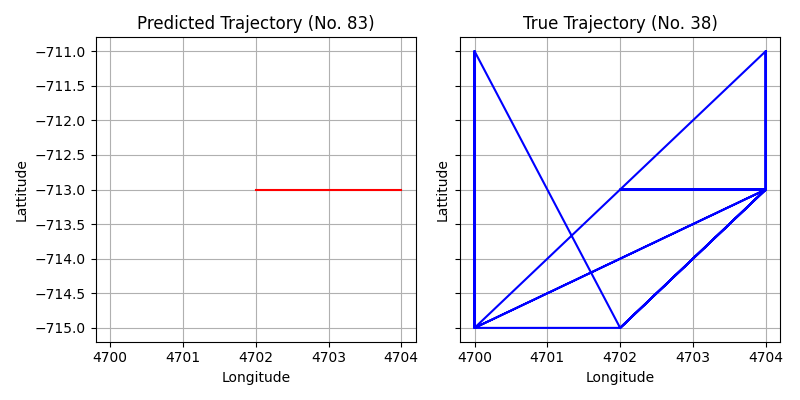 Predicted Trajectory (No. 83)
True Trajectory (No. 38)
−711.0
−711.5
−712.0
−712.5
−713.0
−713.5
−714.0
−714.5
−715.0
Lattitude
Lattitude
4700 4701 4702 4703 4704
4700 4701 4702 4703 4704
Longitude
Longitude